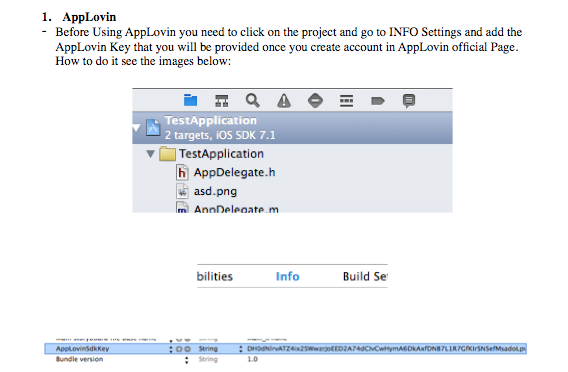 1. AppLovin
- Before Using AppLovin you need to click on the project and go to INFO Settings and add the
AppLovin Key that you will be provided once you create account in AppLovin official Page.
How to do it see the images below:
TestApplication
2 targets, iOS SDK 7.1
TestApplication
h AppDelegate.h
asd.png
m AppDelegate.m
bilities Info Build Se
AppLovinSdkKey String
Bundle version String 1.0